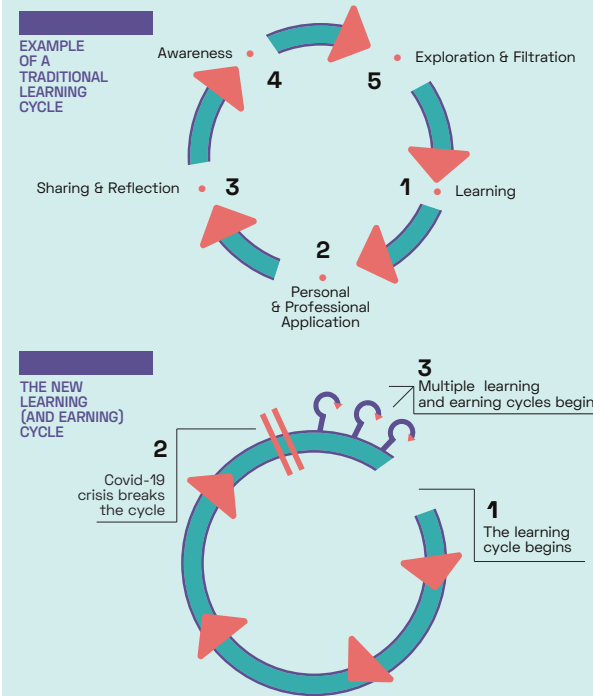 EXAMPLE
OF A
TRADITIONAL
LEARNING
CYCLE
Awareness
4
5
Exploration & Filtration
Sharing & Reflection
3
1
Learning
2
Personal
& Professional
Application
THE NEW
LEARNING
(AND EARNING)
CYCLE
3
Multiple learning
and earning cycles begin
2
Covid-19
crisis breaks
the cycle
1
The learning
cycle begins